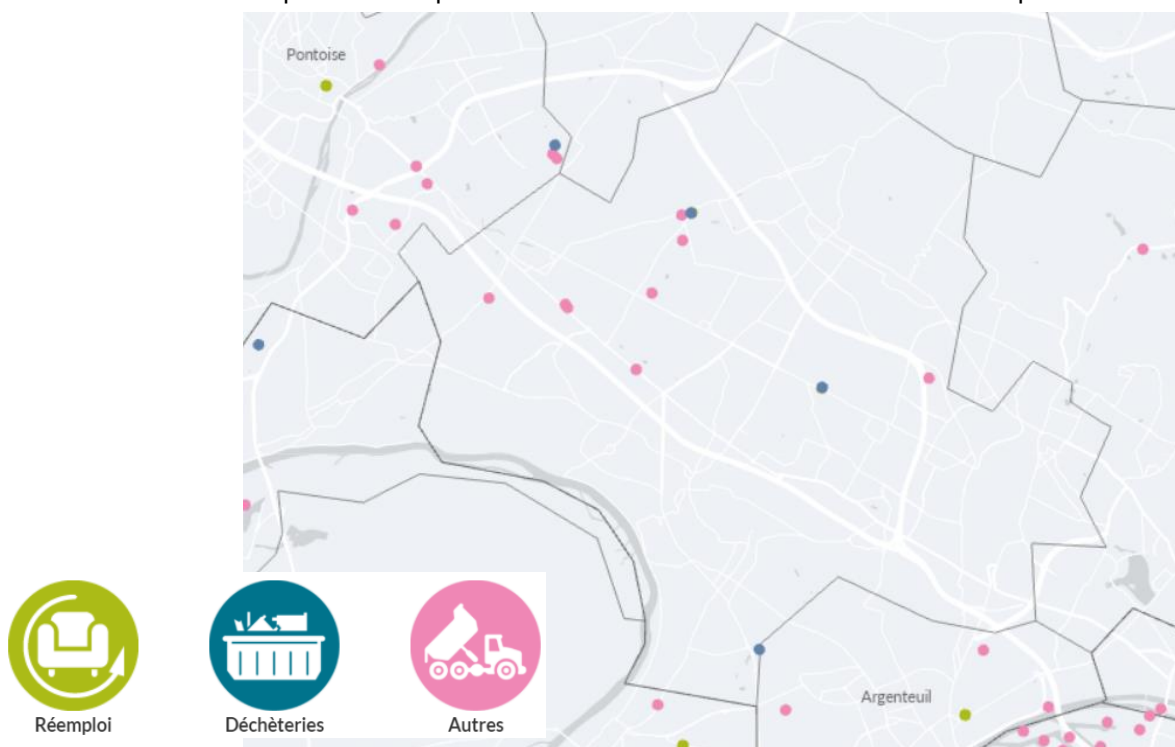 Pontoise
Argenteuil
Réemploi
Déchèteries
Autres